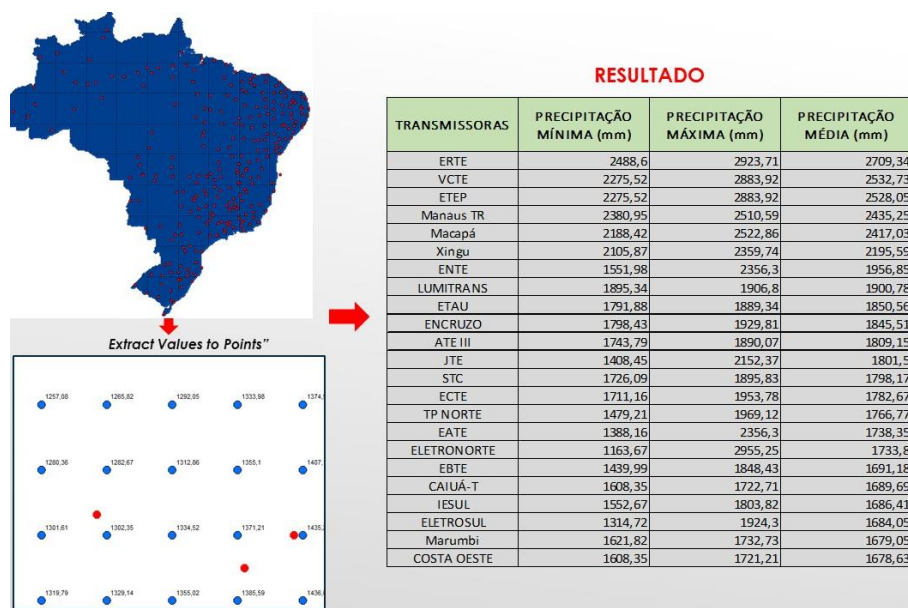 RESULTADO
TRANSMISSORAS PRECIPITAÇÃO MÍNIMA (mm) PRECIPITAÇÃO MÁXIMA (mm) PRECIPITAÇÃO MÉDIA (mm)
ERTE 2488,6 2923,71 2709,34
VCTE 2275,52 2883,92 2532,73
ETEP 2275,52 2883,92 2528,05
Manaus TR 2380,95 2510,59 2435,25
Macapá 2188,42 2522,86 2417,03
Xingu 2105,87 2359,74 2195,59
ENTE 1551,98 2356,3 1956,85
LUMITRANS 1895,34 1906,8 1900,78
ETAU 1791,88 1889,34 1850,56
ENCRUZO 1798,43 1929,81 1845,51
ATE III 1743,79 1890,07 1809,15
JTE 1408,45 2152,37 1801,5
STC 1726,09 1895,83 1798,17
ECTE 1711,16 1953,78 1782,67
TP NORTE 1479,21 1969,12 1766,77
EATE 1388,16 2356,3 1738,35
ELETRONORTE 1163,67 2955,25 1733,8
EBTE 1439,99 1848,43 1691,18
CAIUÁ-T 1608,35 1722,71 1689,69
IESUL 1552,67 1803,82 1686,41
ELETROSUL 1314,72 1924,3 1684,05
Marumbi 1621,82 1732,73 1679,05
COSTA OESTE 1608,35 1721,21 1678,63
Extract Values to Points”
1257,08 1265,82 1292,05 1333,98 1374,
1280,36 1282,67 1312,86 1355,1 1407,
1301,61 1302,35 1334,52 1371,21 1435,
1319,79 1329,14 1355,02 1385,59 1436,